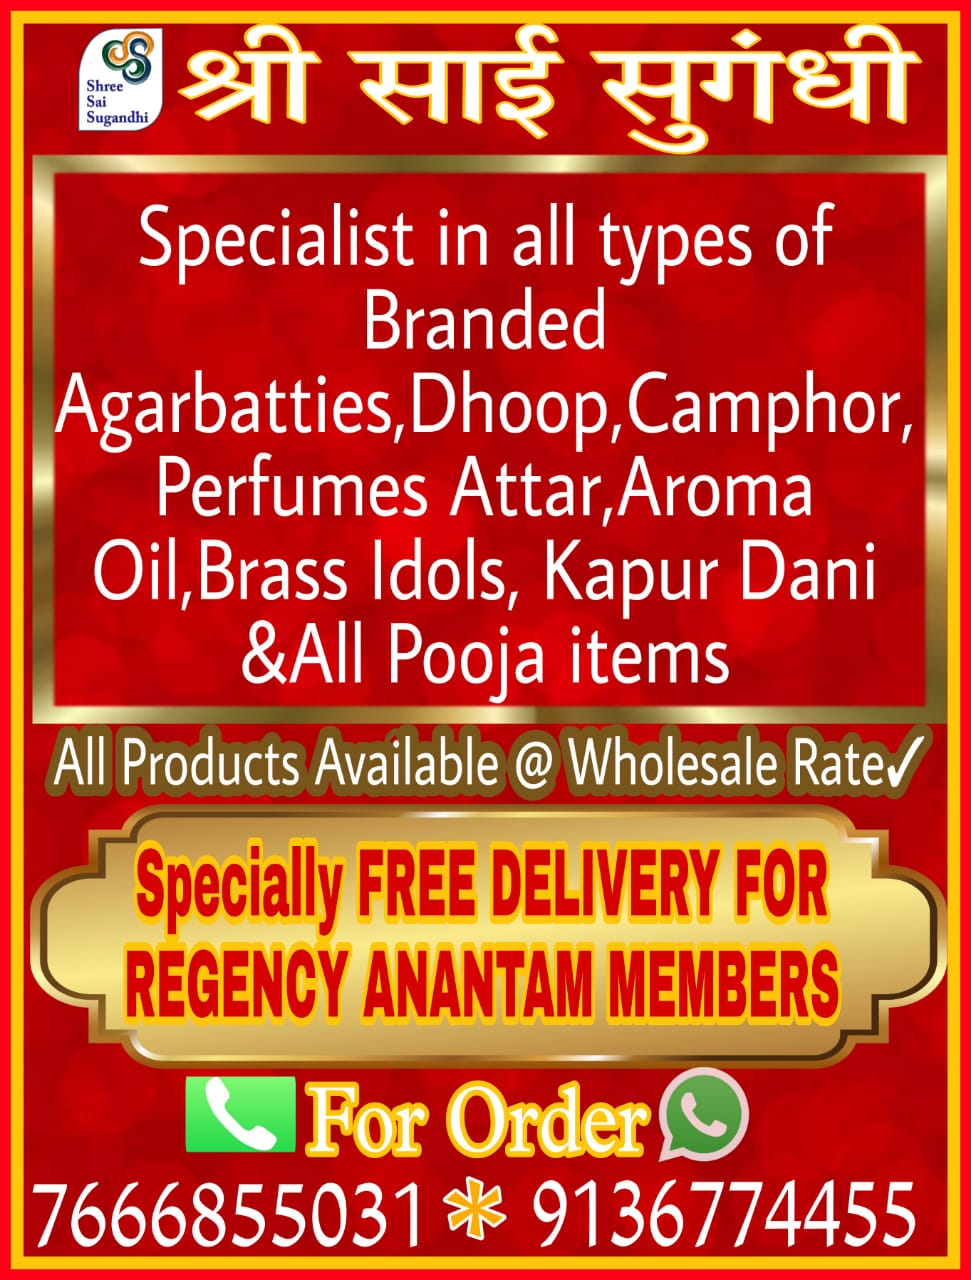 Shree
Sai
Sugandhi
श्री साई सुगंधी
Specialist in all types of
Branded
Agarbatties,Dhoop,Camphor,
Perfumes Attar,Aroma
Oil,Brass Idols, Kapur Dani
&All Pooja items
All Products Available @ Wholesale Rate✓
Specially FREE DELIVERY FOR
REGENCY ANANTAM MEMBERS
For Order
7666855031 * 9136774455